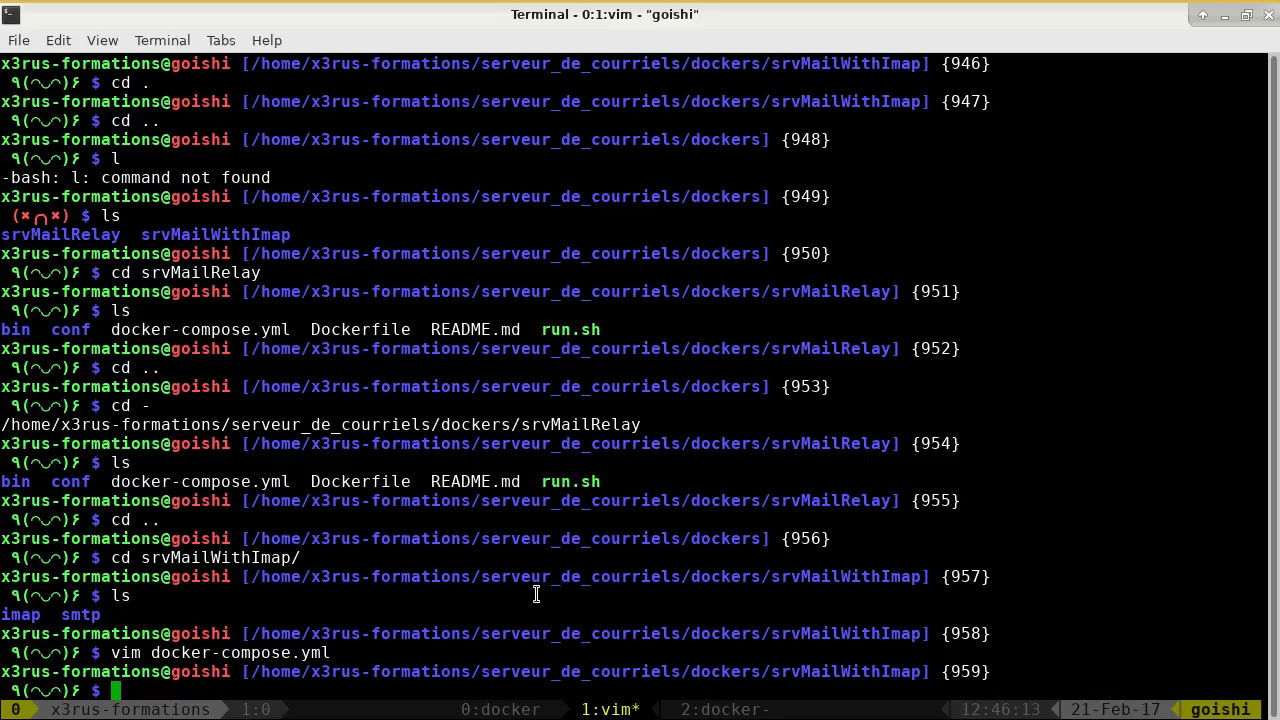 Terminal - 0:1:vim - "goishi"
File Edit View Terminal Tabs Help
x3rus-formations@goishi [/home/x3rus-formations/serveur_de_courriels/dockers/srvMailWithImap] {946}
٩(◠◡◠)۶ $ cd .
x3rus-formations@goishi [/home/x3rus-formations/serveur_de_courriels/dockers/srvMailWithImap] {947}
٩(◠◡◠)۶ $ cd ..
x3rus-formations@goishi [/home/x3rus-formations/serveur_de_courriels/dockers] {948}
٩(◠◡◠)۶ $ l
-bash: l: command not found
x3rus-formations@goishi [/home/x3rus-formations/serveur_de_courriels/dockers] {949}
(✖╭╮✖) $ ls
srvMailRelay srvMailWithImap
x3rus-formations@goishi [/home/x3rus-formations/serveur_de_courriels/dockers] {950}
٩(◠◡◠)۶ $ cd srvMailRelay
x3rus-formations@goishi [/home/x3rus-formations/serveur_de_courriels/dockers/srvMailRelay] {951}
٩(◠◡◠)۶ $ ls
bin conf docker-compose.yml Dockerfile README.md run.sh
x3rus-formations@goishi [/home/x3rus-formations/serveur_de_courriels/dockers/srvMailRelay] {952}
٩(◠◡◠)۶ $ cd ..
x3rus-formations@goishi [/home/x3rus-formations/serveur_de_courriels/dockers] {953}
٩(◠◡◠)۶ $ cd -
/home/x3rus-formations/serveur_de_courriels/dockers/srvMailRelay
x3rus-formations@goishi [/home/x3rus-formations/serveur_de_courriels/dockers/srvMailRelay] {954}
٩(◠◡◠)۶ $ ls
bin conf docker-compose.yml Dockerfile README.md run.sh
x3rus-formations@goishi [/home/x3rus-formations/serveur_de_courriels/dockers/srvMailRelay] {955}
٩(◠◡◠)۶ $ cd ..
x3rus-formations@goishi [/home/x3rus-formations/serveur_de_courriels/dockers] {956}
٩(◠◡◠)۶ $ cd srvMailWithImap/
x3rus-formations@goishi [/home/x3rus-formations/serveur_de_courriels/dockers/srvMailWithImap] {957}
٩(◠◡◠)۶ $ ls
imap smtp
x3rus-formations@goishi [/home/x3rus-formations/serveur_de_courriels/dockers/srvMailWithImap] {958}
٩(◠◡◠)۶ $ vim docker-compose.yml
x3rus-formations@goishi [/home/x3rus-formations/serveur_de_courriels/dockers/srvMailWithImap] {959}
٩(◠◡◠)۶ $
0 x3rus-formations 1:0 0:docker 1:vim* 2:docker- 12:46:13 21-Feb-17 goishi